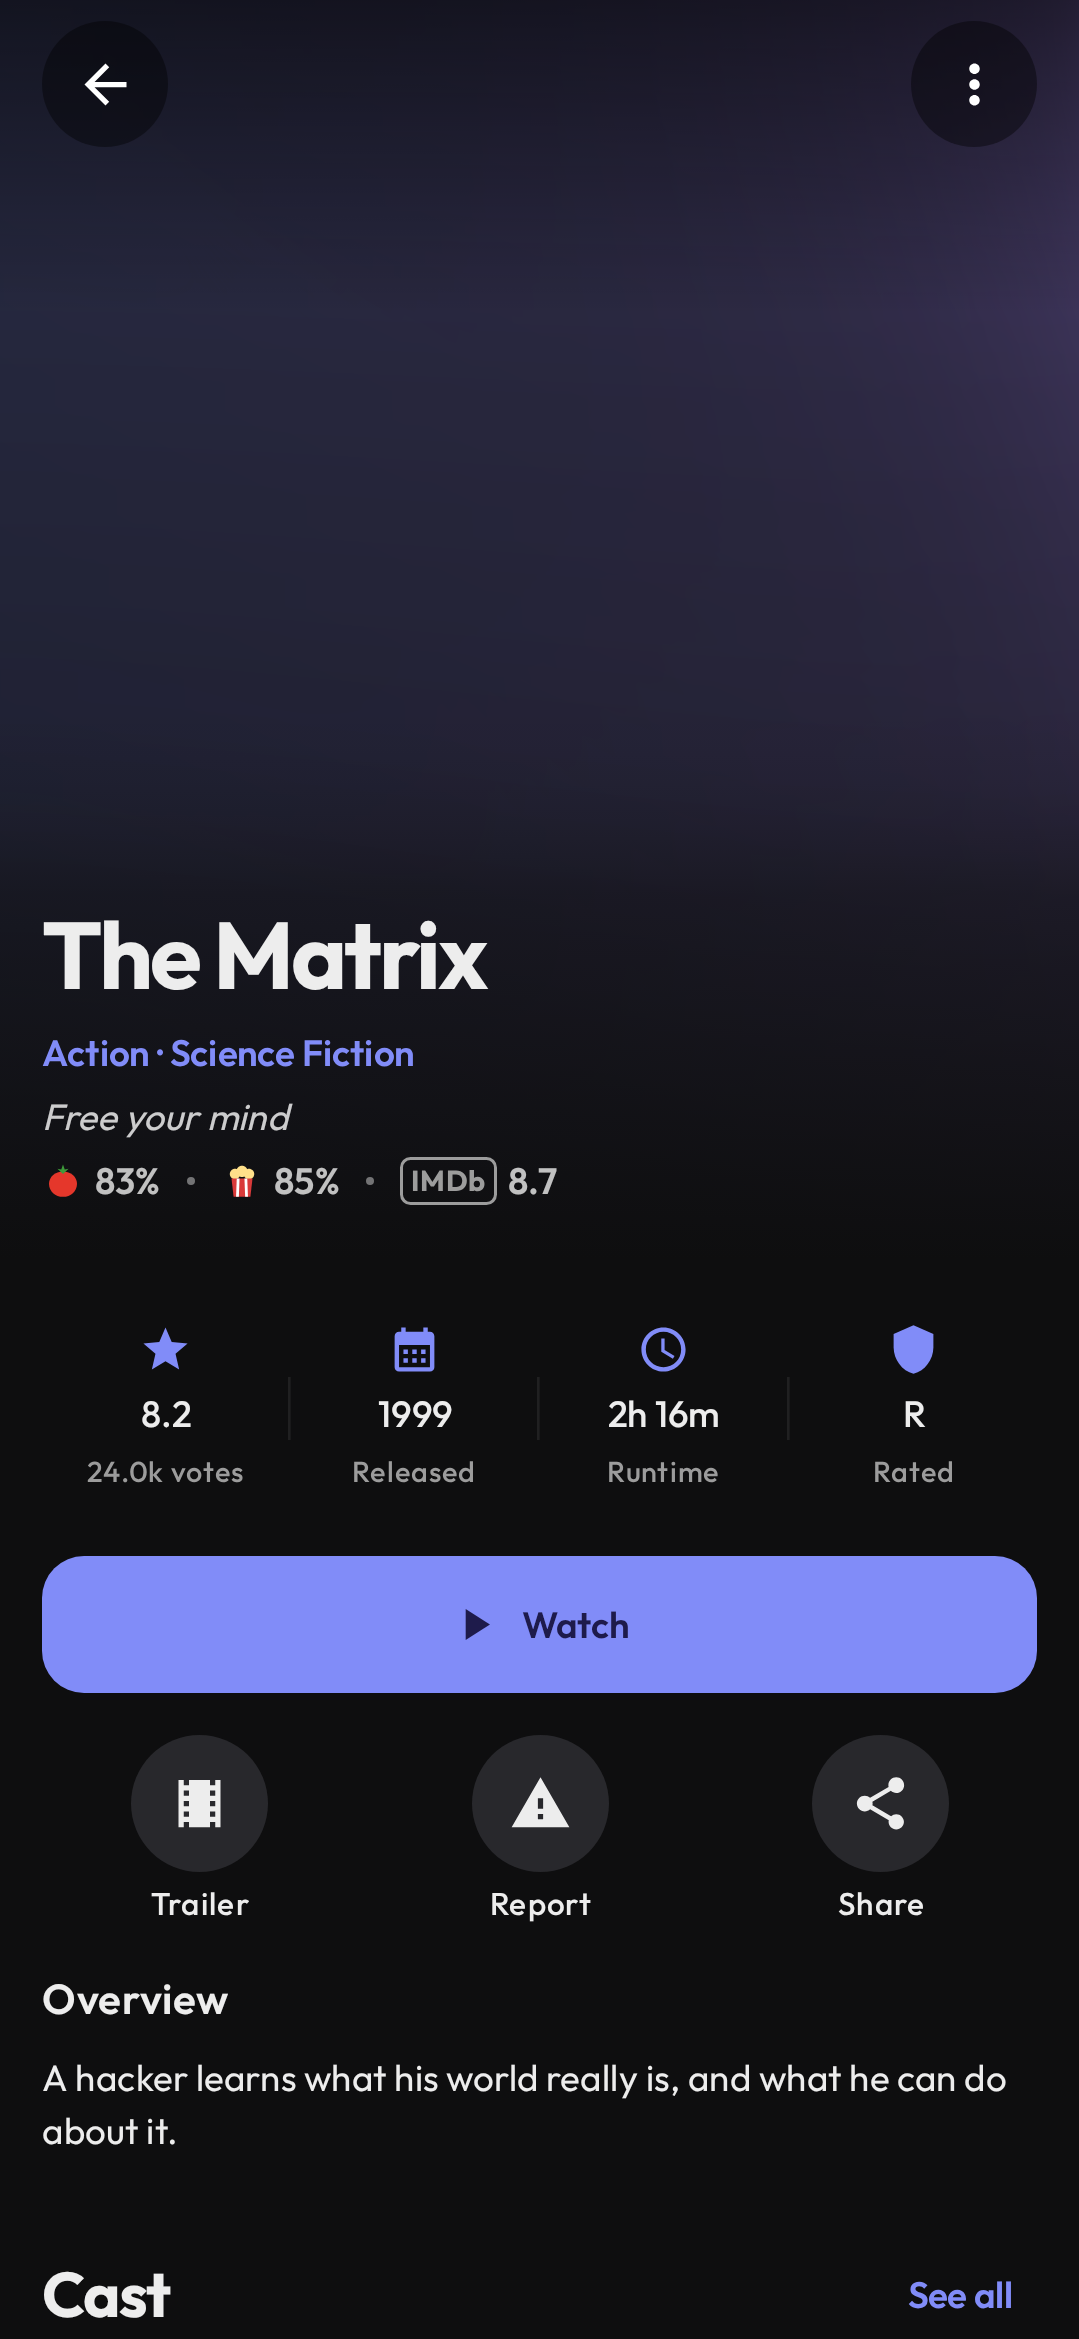 The Matrix
Action · Science Fiction
Free your mind
83% • 85% • IMDb 8.7
8.2 1999 2h 16m R
24.0k votes Released Runtime Rated
Watch
Trailer Report Share
Overview
A hacker learns what his world really is, and what he can do
about it.
Cast See all